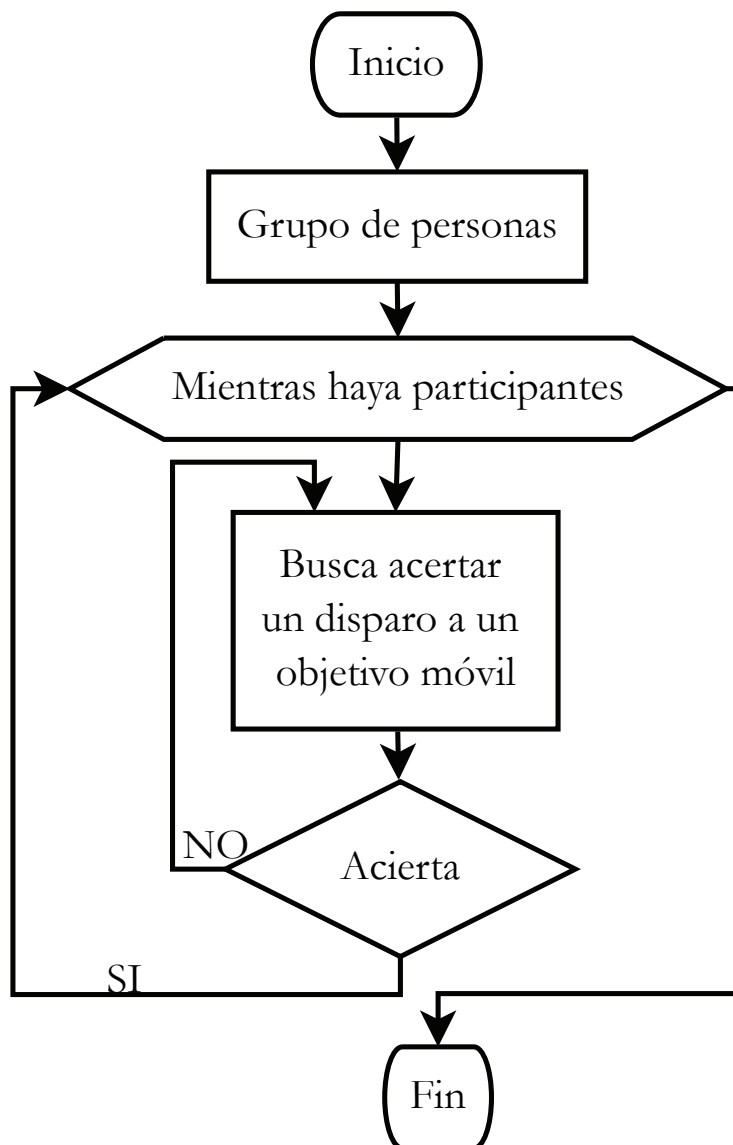 Inicio
Grupo de personas
Mientras haya participantes
Busca acertar
un disparo a un
objetivo móvil
NO
Acierta
SI
Fin